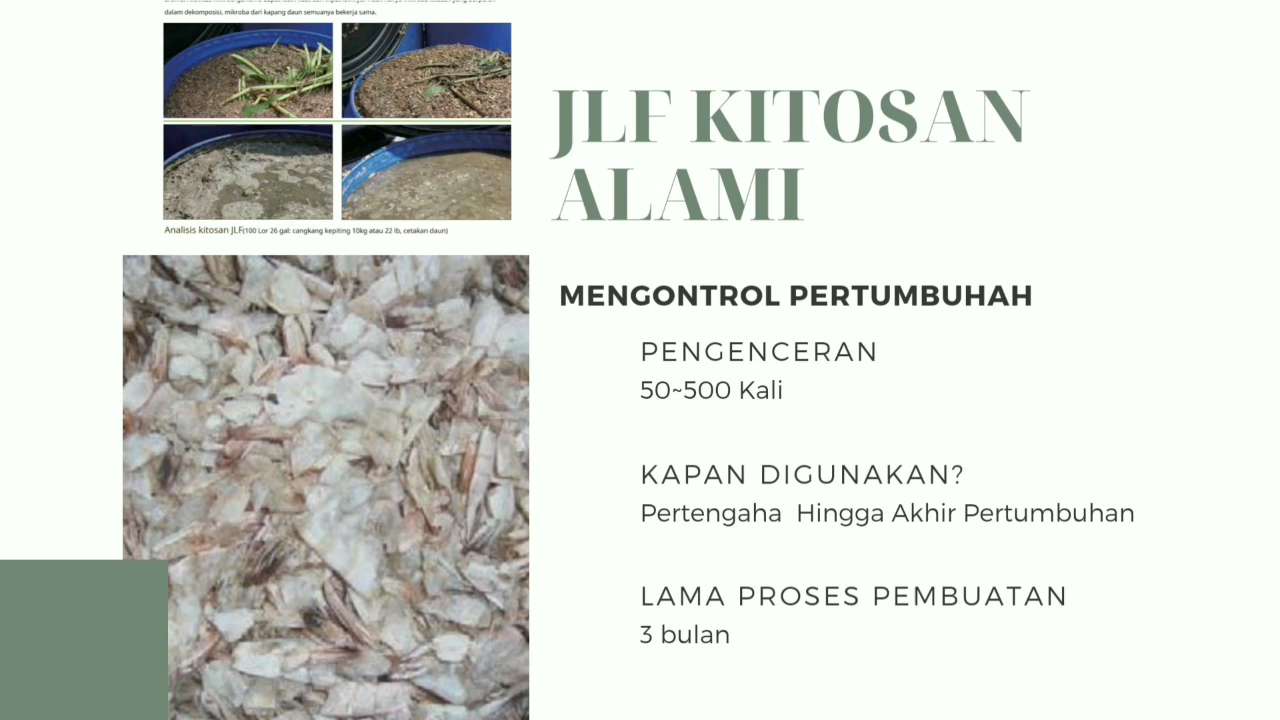 dalam dekomposisi, mikroba dari kapang daun semuanya bekerja sama.
Analisis kitosan JLF(100 Lor 26 gal: cangkang kepiting 10kg atau 22 lb, cetakan daun)
JLF KITOSAN
ALAMI
MENGONTROL PERTUMBUHAH
PENGENCERAN
50~500 Kali
KAPAN DIGUNAKAN?
Pertengaha Hingga Akhir Pertumbuhan
LAMA PROSES PEMBUATAN
3 bulan